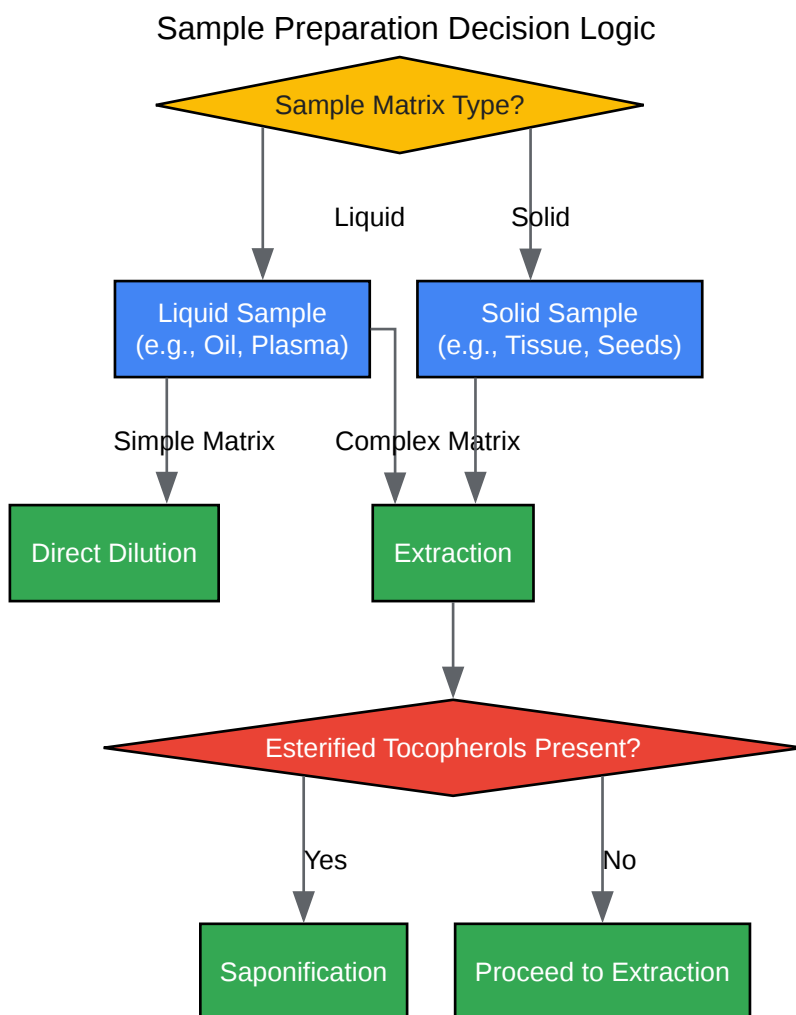 Sample Preparation Decision Logic
Sample Matrix Type?
Liquid
Solid
Liquid Sample
(e.g., Oil, Plasma)
Solid Sample
(e.g., Tissue, Seeds)
Simple Matrix
Complex Matrix
Direct Dilution
Extraction
Esterified Tocopherols Present?
Yes
No
Saponification
Proceed to Extraction